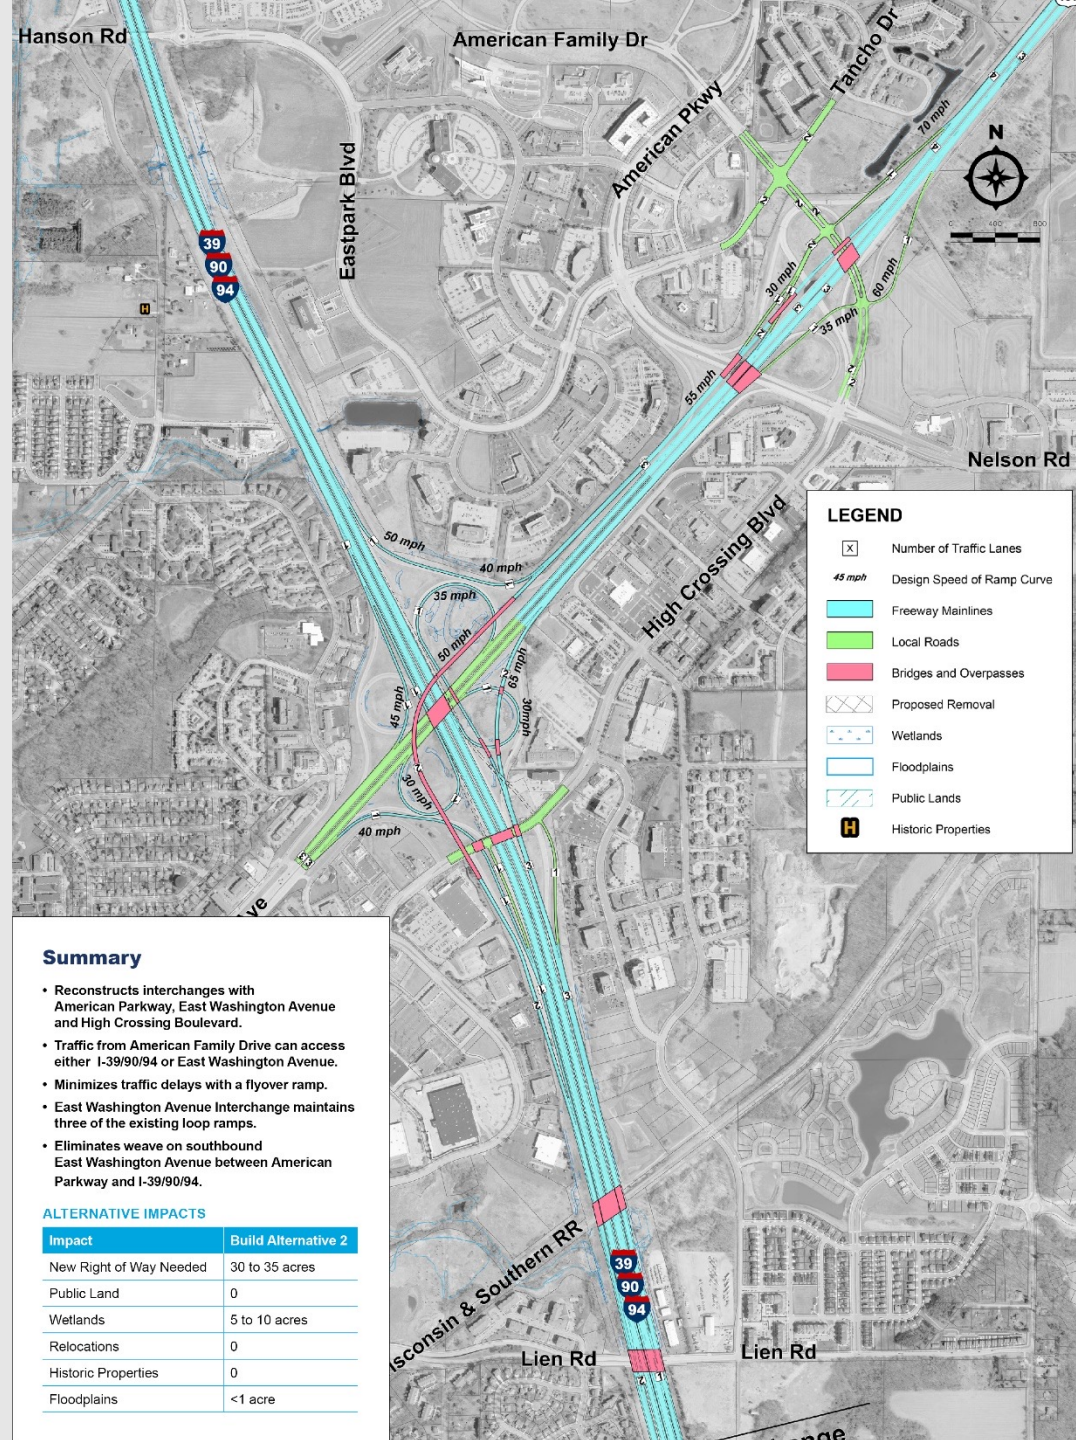 Hanson Rd
American Family Dr
Tancho Dr
American Pkwy
Eastpark Blvd
70 mph
N
0 400 800
39
90
94
H
30 mph
60 mph
35 mph
55 mph
Nelson Rd
High Crossing Blvd
50 mph
40 mph
35 mph
50 mph
65 mph
45 mph
30mph
30 mph
40 mph
LEGEND
X Number of Traffic Lanes
45 mph Design Speed of Ramp Curve
Freeway Mainlines
Local Roads
Bridges and Overpasses
Proposed Removal
Wetlands
Floodplains
Public Lands
H Historic Properties
Ave
Summary
• Reconstructs interchanges with
American Parkway, East Washington Avenue
and High Crossing Boulevard.
• Traffic from American Family Drive can access
either I-39/90/94 or East Washington Avenue.
• Minimizes traffic delays with a flyover ramp.
• East Washington Avenue Interchange maintains
three of the existing loop ramps.
• Eliminates weave on southbound
East Washington Avenue between American
Parkway and I-39/90/94.
ALTERNATIVE IMPACTS
Impact Build Alternative 2
New Right of Way Needed 30 to 35 acres
Public Land 0
Wetlands 5 to 10 acres
Relocations 0
Historic Properties 0
Floodplains <1 acre
isconsin & Southern RR
39
90
94
Lien Rd
Lien Rd